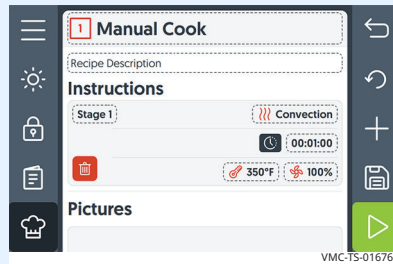 1 Manual Cook
Recipe Description
Instructions
Stage 1 Convection
00:01:00
350°F 100%
Pictures
VMC-TS-01676